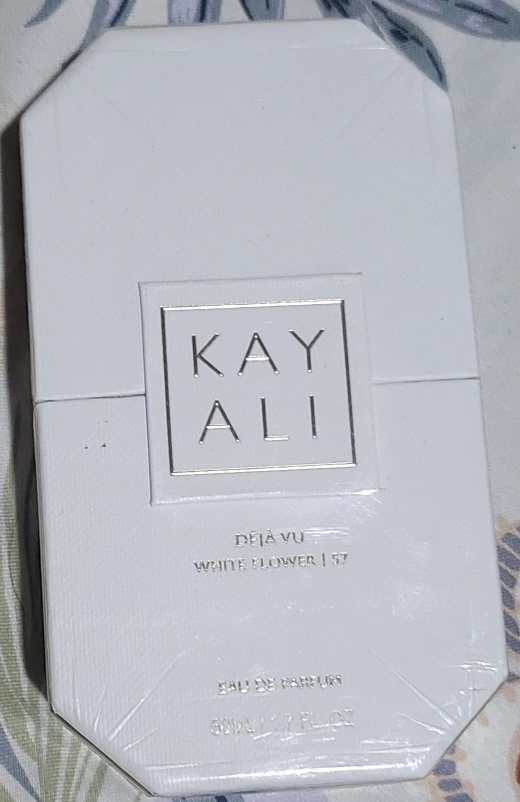 KAY
ALI
DÉJÀ VU
WHITE FLOWER | 57
EAU DE PARFUM
50ML / 1.7 FL. OZ